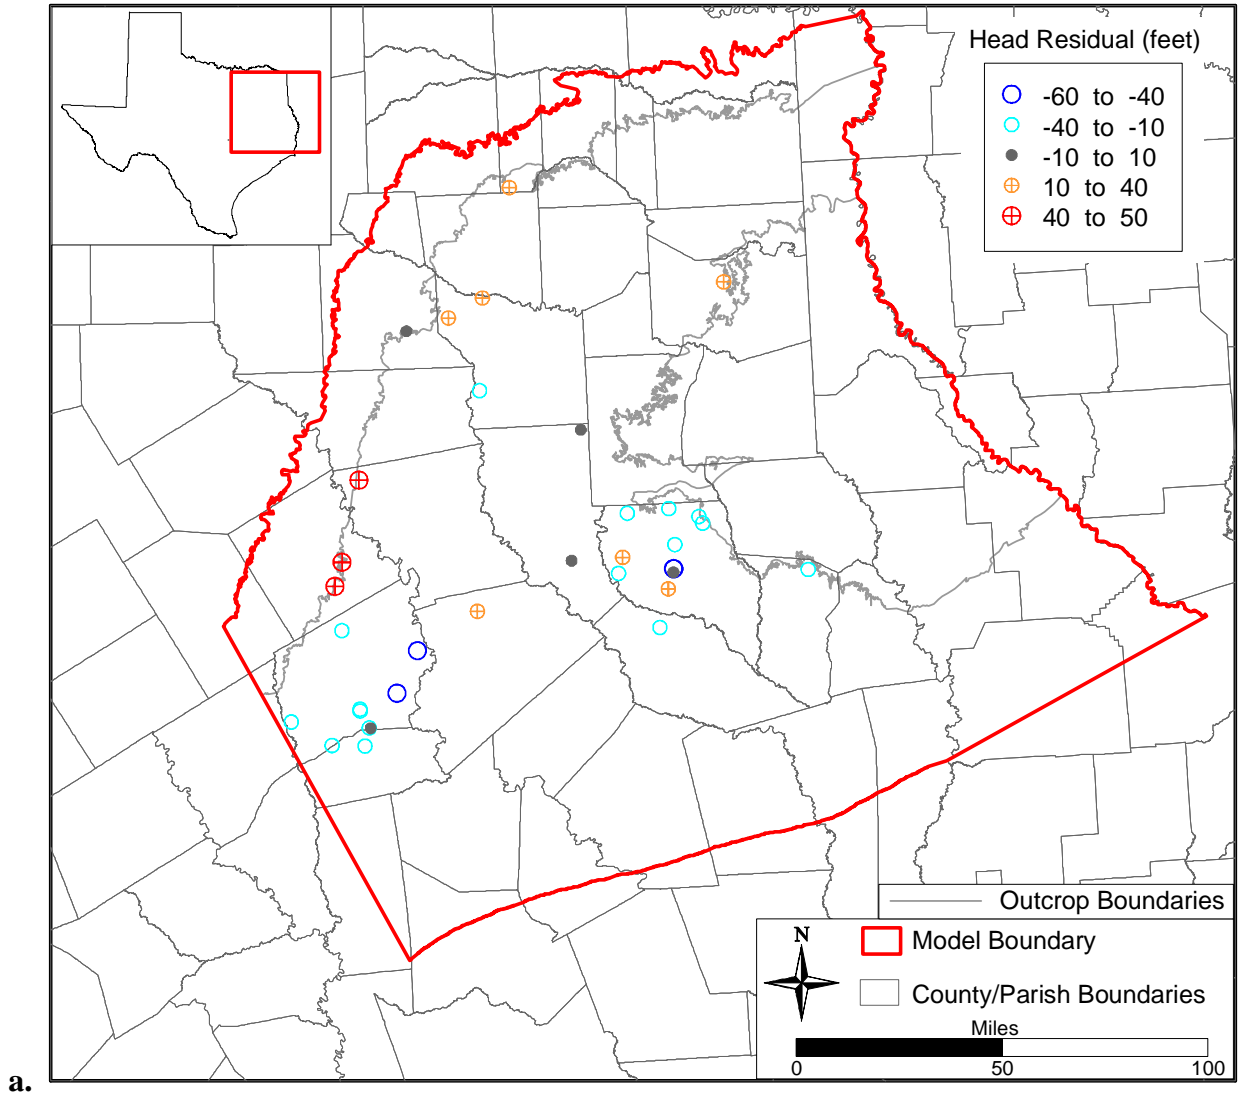 Head Residual (feet)
-60 to -40
-40 to -10
-10 to 10
10 to 40
40 to 50
Outcrop Boundaries
N
Model Boundary
County/Parish Boundaries
Miles
0 50 100
a.